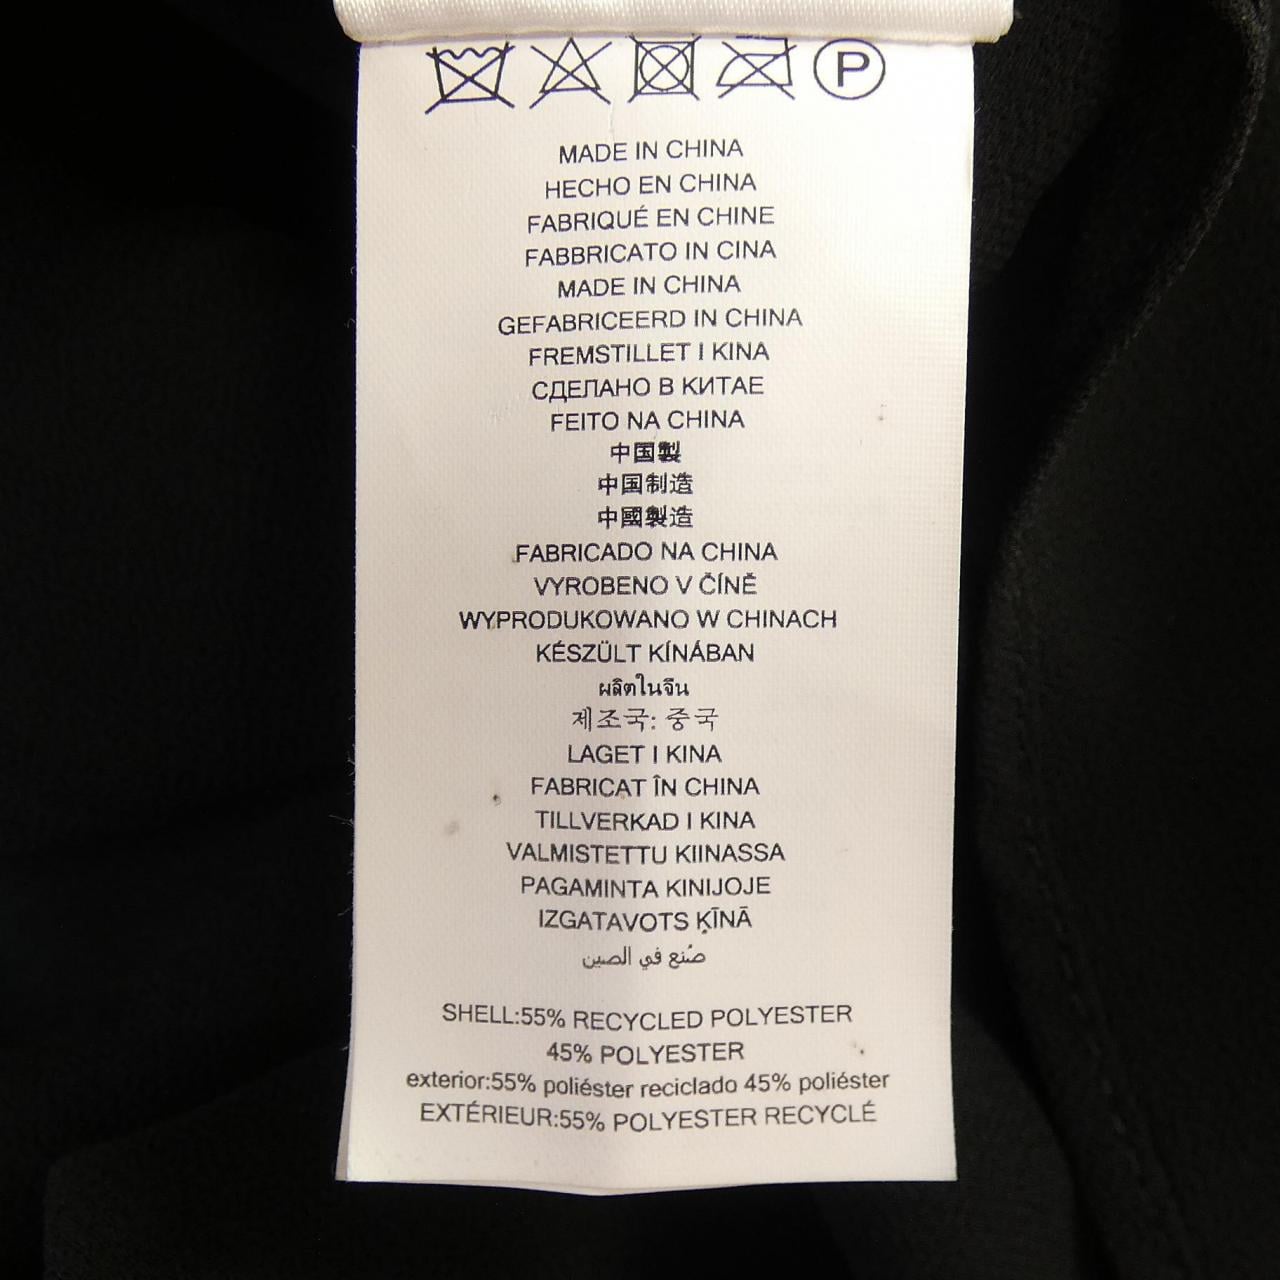 P
MADE IN CHINA
HECHO EN CHINA
FABRIQUÉ EN CHINE
FABBRICATO IN CINA
MADE IN CHINA
GEFABRICEERD IN CHINA
FREMSTILLET I KINA
СДЕЛАНО В КИТАЕ
FEITO NA CHINA
中国製
中国制造
中國製造
FABRICADO NA CHINA
VYROBENO V ČÍNĚ
WYPRODUKOWANO W CHINACH
KÉSZÜLT KÍNÁBAN
ผลิตในจีน
제조국: 중국
LAGET I KINA
FABRICAT ÎN CHINA
TILLVERKAD I KINA
VALMISTETTU KIINASSA
PAGAMINTA KINIJOJE
IZGATAVOTS ĶĪNĀ
صُنع في الصين
SHELL:55% RECYCLED POLYESTER
45% POLYESTER
exterior:55% poliéster reciclado 45% poliéster
EXTÉRIEUR:55% POLYESTER RECYCLÉ